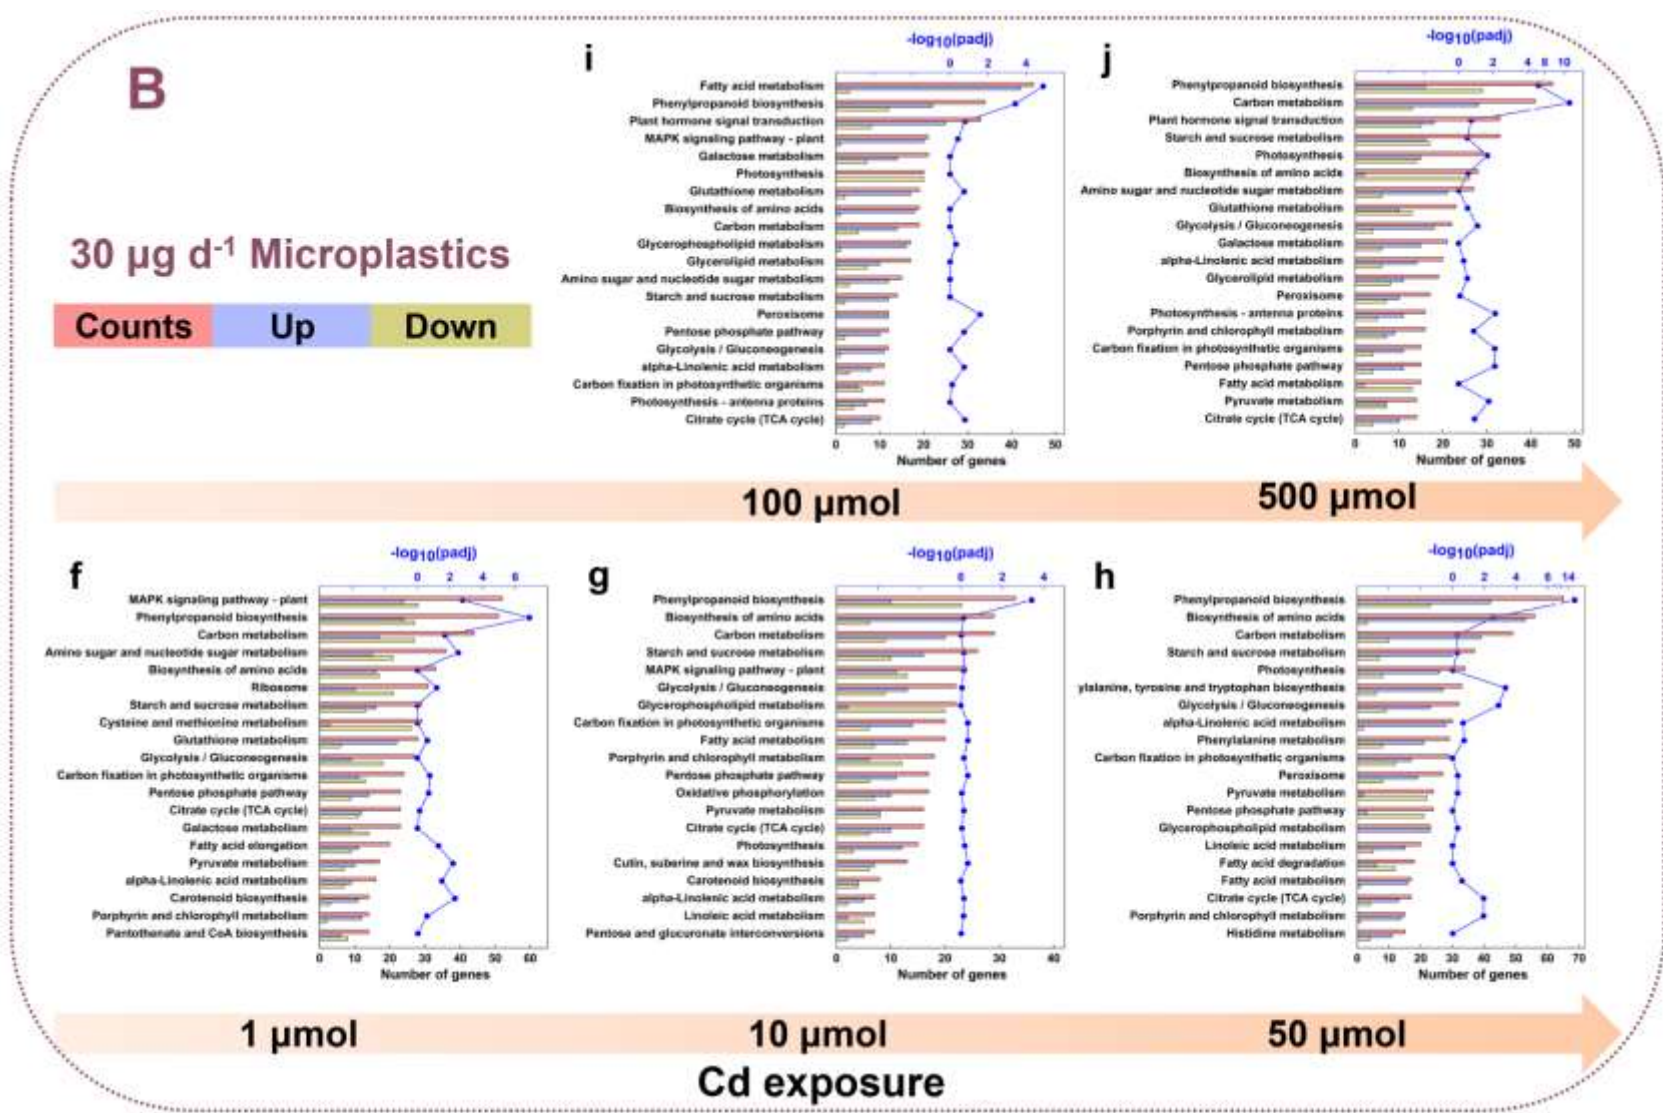 B
30 µg d-1 Microplastics
Counts Up Down
i
-log10(padj)
0 2 4
Fatty acid metabolism
Phenylpropanoid biosynthesis
Plant hormone signal transduction
MAPK signaling pathway - plant
Galactose metabolism
Photosynthesis
Glutathione metabolism
Biosynthesis of amino acids
Carbon metabolism
Glycerophospholipid metabolism
Glycerolipid metabolism
Amino sugar and nucleotide sugar metabolism
Starch and sucrose metabolism
Peroxisome
Pentose phosphate pathway
Glycolysis / Gluconeogenesis
alpha-Linolenic acid metabolism
Carbon fixation in photosynthetic organisms
Photosynthesis - antenna proteins
Citrate cycle (TCA cycle)
0 10 20 30 40 50
Number of genes
j
-log10(padj)
0 2 4 8 10
Phenylpropanoid biosynthesis
Carbon metabolism
Plant hormone signal transduction
Starch and sucrose metabolism
Photosynthesis
Biosynthesis of amino acids
Amino sugar and nucleotide sugar metabolism
Glutathione metabolism
Glycolysis / Gluconeogenesis
Galactose metabolism
alpha-Linolenic acid metabolism
Glycerolipid metabolism
Peroxisome
Photosynthesis - antenna proteins
Porphyrin and chlorophyll metabolism
Carbon fixation in photosynthetic organisms
Pentose phosphate pathway
Fatty acid metabolism
Pyruvate metabolism
Citrate cycle (TCA cycle)
0 10 20 30 40 50
Number of genes
100 µmol
500 µmol
f
-log10(padj)
0 2 4 6
MAPK signaling pathway - plant
Phenylpropanoid biosynthesis
Carbon metabolism
Amino sugar and nucleotide sugar metabolism
Biosynthesis of amino acids
Ribosome
Starch and sucrose metabolism
Cysteine and methionine metabolism
Glutathione metabolism
Glycolysis / Gluconeogenesis
Carbon fixation in photosynthetic organisms
Pentose phosphate pathway
Citrate cycle (TCA cycle)
Galactose metabolism
Fatty acid elongation
Pyruvate metabolism
alpha-Linolenic acid metabolism
Carotenoid biosynthesis
Porphyrin and chlorophyll metabolism
Pantothenate and CoA biosynthesis
0 10 20 30 40 50 60
Number of genes
g
-log10(padj)
0 2 4
Phenylpropanoid biosynthesis
Biosynthesis of amino acids
Carbon metabolism
Starch and sucrose metabolism
MAPK signaling pathway - plant
Glycolysis / Gluconeogenesis
Glycerophospholipid metabolism
Carbon fixation in photosynthetic organisms
Fatty acid metabolism
Porphyrin and chlorophyll metabolism
Pentose phosphate pathway
Oxidative phosphorylation
Pyruvate metabolism
Citrate cycle (TCA cycle)
Photosynthesis
Cutin, suberine and wax biosynthesis
Carotenoid biosynthesis
alpha-Linolenic acid metabolism
Linoleic acid metabolism
Pentose and glucuronate interconversions
0 10 20 30 40
Number of genes
h
-log10(padj)
0 2 4 6 14
Phenylpropanoid biosynthesis
Biosynthesis of amino acids
Carbon metabolism
Starch and sucrose metabolism
Photosynthesis
ylalanine, tyrosine and tryptophan biosynthesis
Glycolysis / Gluconeogenesis
alpha-Linolenic acid metabolism
Phenylalanine metabolism
Carbon fixation in photosynthetic organisms
Peroxisome
Pyruvate metabolism
Pentose phosphate pathway
Glycerophospholipid metabolism
Linoleic acid metabolism
Fatty acid degradation
Fatty acid metabolism
Citrate cycle (TCA cycle)
Porphyrin and chlorophyll metabolism
Histidine metabolism
0 10 20 30 40 50 60 70
Number of genes
1 µmol
10 µmol
50 µmol
Cd exposure